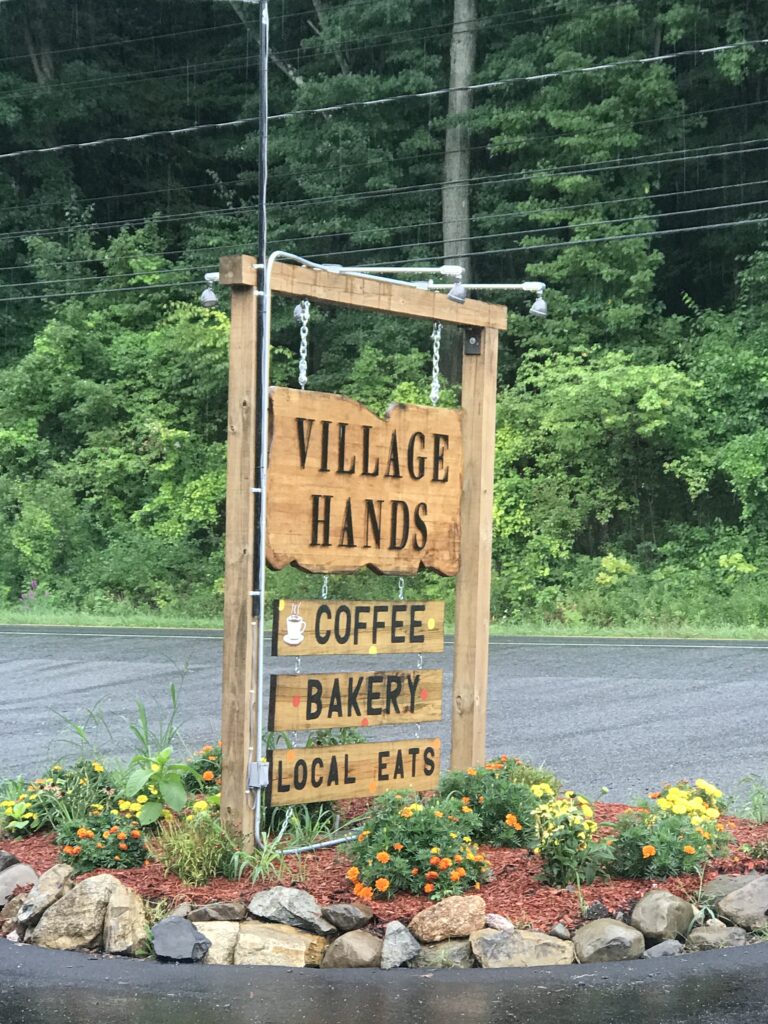 VILLAGE
HANDS
COFFEE
BAKERY
LOCAL EATS